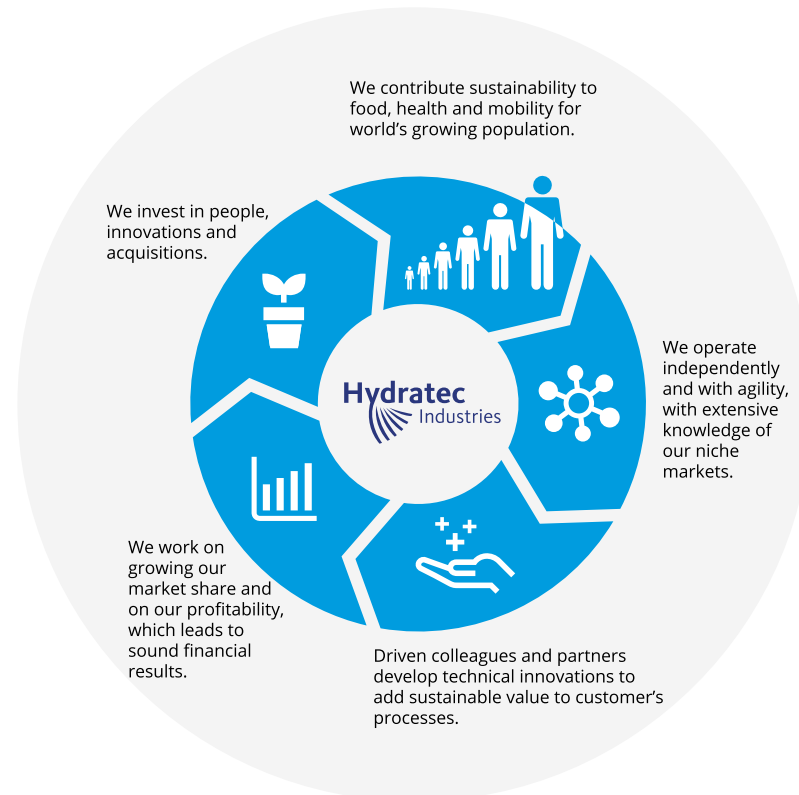 We contribute sustainability to
food, health and mobility for
world's growing population.
We invest in people,
innovations and
acquisitions.
We operate
independently
and with agility,
with extensive
knowledge of
our niche
markets.
Hydratec
Industries
We work on
growing our
market share and
on our profitability,
which leads to
sound financial
results.
Driven colleagues and partners
develop technical innovations to
add sustainable value to customer's
processes.